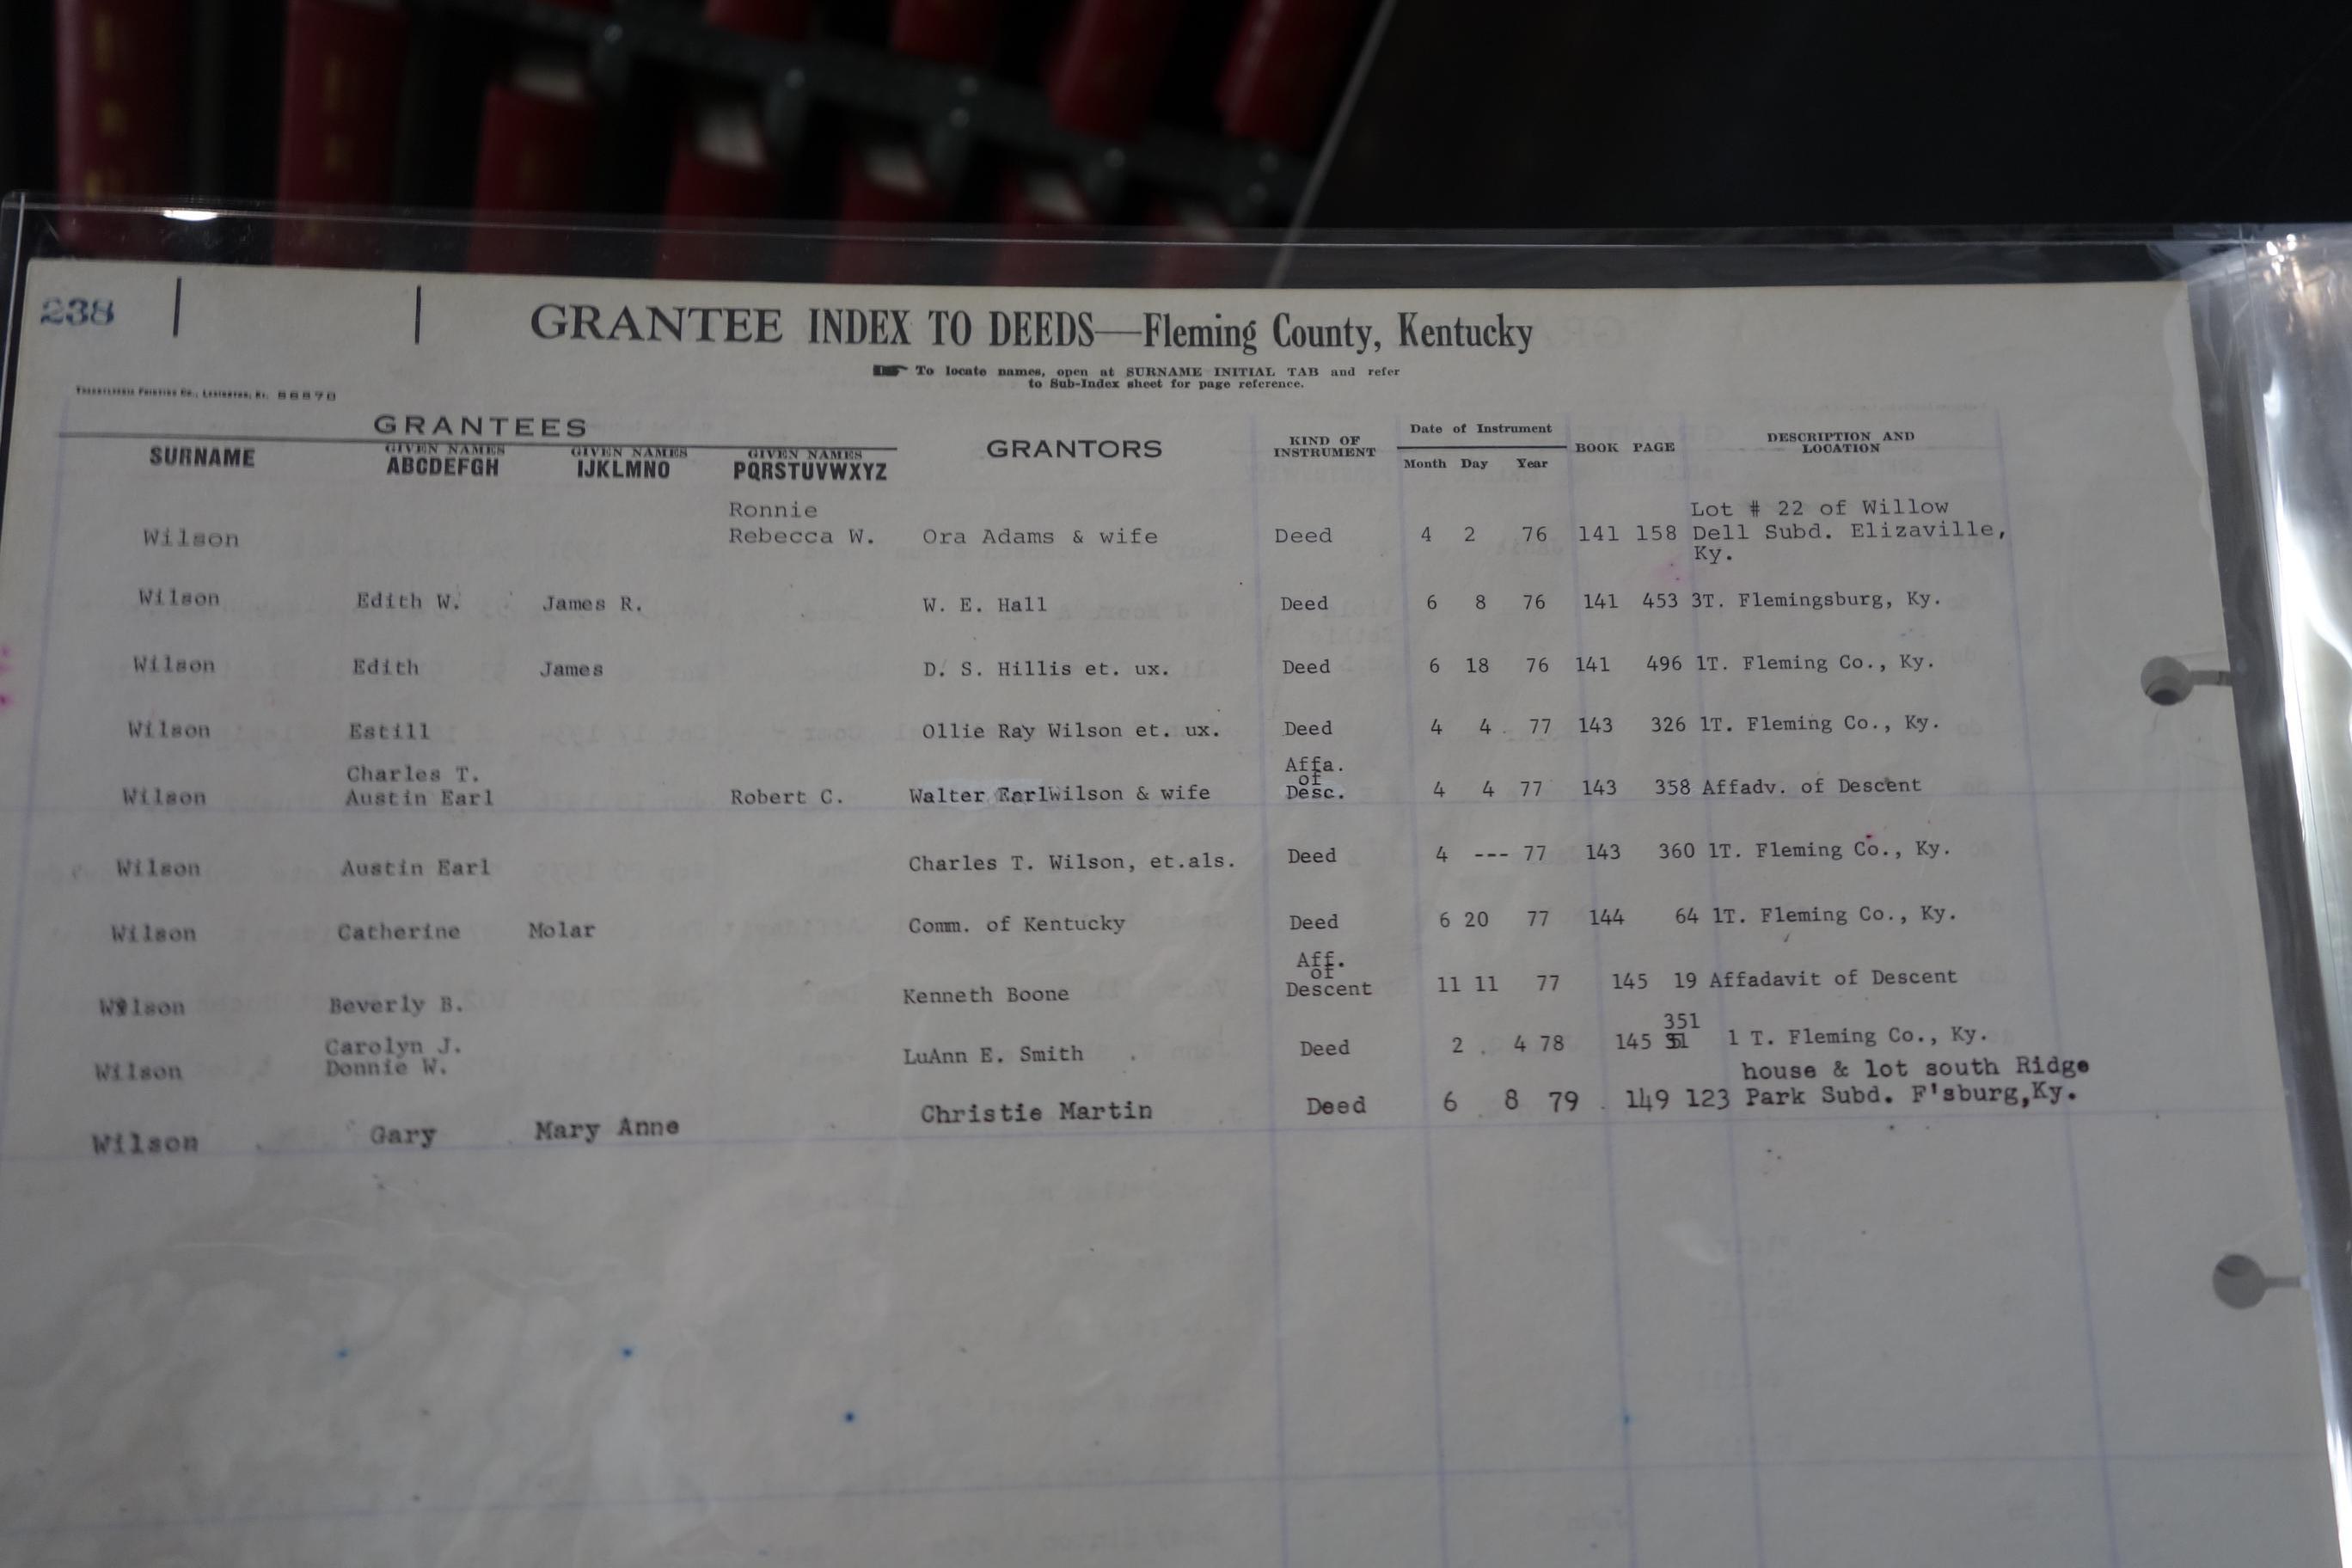 238
GRANTEE INDEX TO DEEDS—Fleming County, Kentucky
To locate names, open at SURNAME INITIAL TAB and refer
to Sub-Index sheet for page reference.
Transylvania Printing Co., Lexington, Ky.
GRANTEES
SURNAME GIVEN NAMES ABCDEFGH GIVEN NAMES IJKLMNO GIVEN NAMES PQRSTUVWXYZ GRANTORS KIND OF INSTRUMENT Date of Instrument Month Day Year BOOK PAGE DESCRIPTION AND LOCATION
Ronnie Lot # 22 of Willow
Wilson Rebecca W. Ora Adams & wife Deed 4 2 76 141 158 Dell Subd. Elizaville,
Ky.
Wilson Edith W. James R. W. E. Hall Deed 6 8 76 141 453 3T. Flemingsburg, Ky.
Wilson Edith James D. S. Hillis et. ux. Deed 6 18 76 141 496 1T. Fleming Co., Ky.
Wilson Estill Ollie Ray Wilson et. ux. Deed 4 4 77 143 326 1T. Fleming Co., Ky.
Charles T. Affa.
of
Wilson Austin Earl Robert C. Walter EarlWilson & wife Desc. 4 4 77 143 358 Affadv. of Descent
Wilson Austin Earl Charles T. Wilson, et.als. Deed 4 --- 77 143 360 1T. Fleming Co., Ky.
Wilson Catherine Molar Comm. of Kentucky Deed 6 20 77 144 64 1T. Fleming Co., Ky.
Aff.
of
Wilson Beverly B. Kenneth Boone Descent 11 11 77 145 19 Affadavit of Descent
351
Carolyn J.
Wilson Donnie W. LuAnn E. Smith Deed 2 4 78 145 1 T. Fleming Co., Ky.
house & lot south Ridge
Wilson Gary Mary Anne Christie Martin Deed 6 8 79 149 123 Park Subd. F'sburg,Ky.